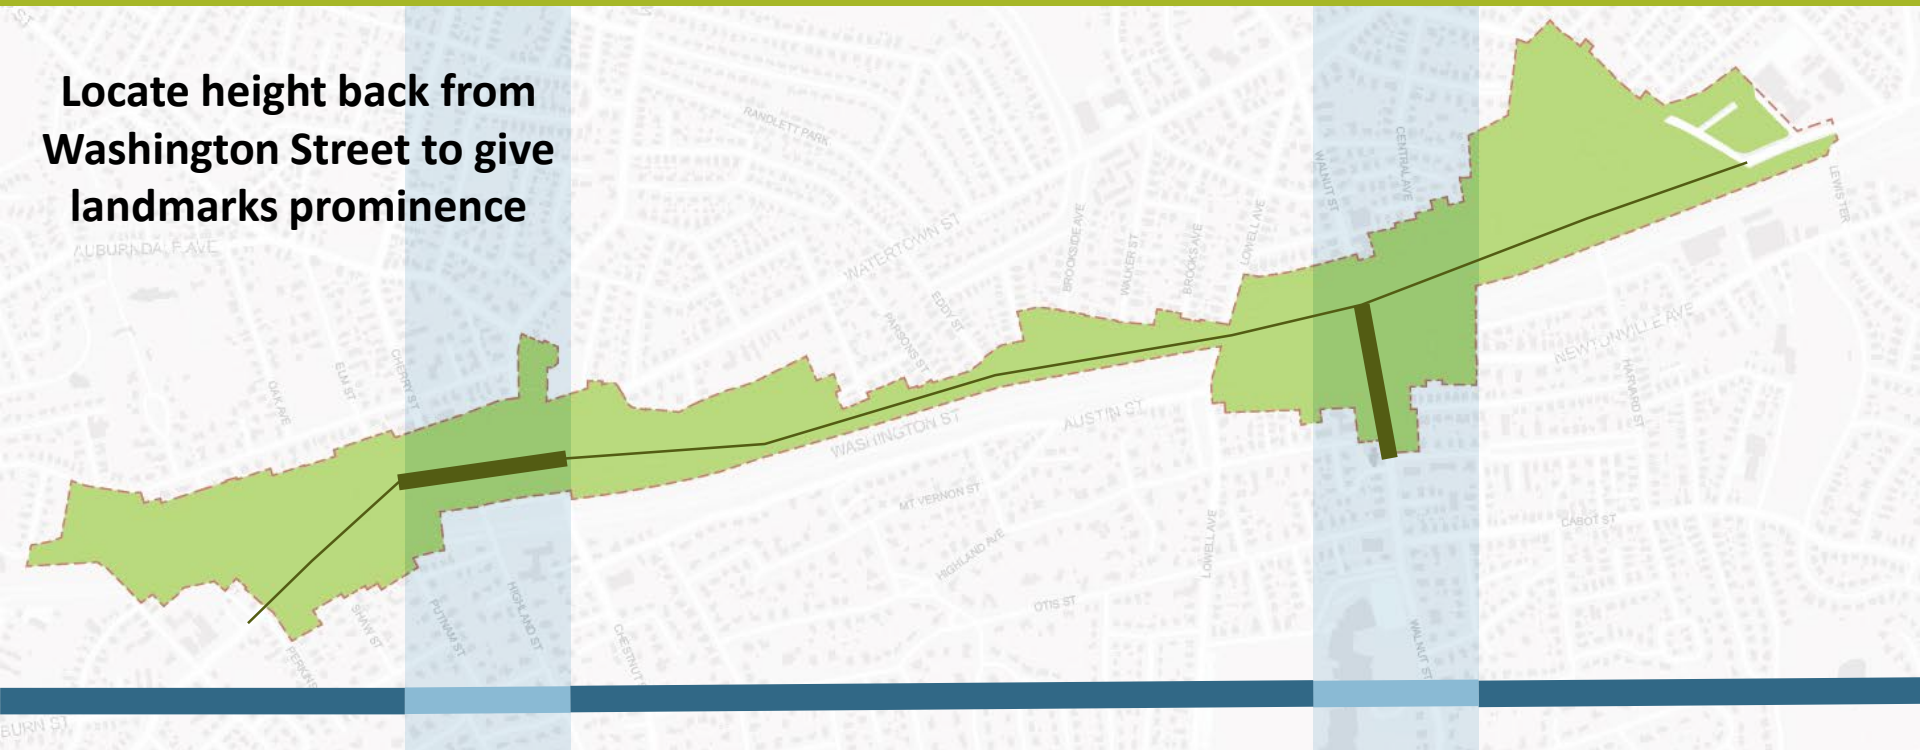 Locate height back from
Washington Street to give
landmarks prominence
RANDLETT PARK
WALNUT ST
CENTRAL AVE
LEWIS TER
AUBURNDALE AVE
WATERTOWN ST
BROOKSIDE AVE
WALKER ST
BROOKS AVE
LOWELL AVE
EDDY ST
PARSONS ST
NEWTONVILLE AVE
HARVARD ST
OAK AVE
ELM ST
CHERRY ST
WASHINGTON ST
AUSTIN ST
MT VERNON ST
HIGHLAND AVE
LOWELL AVE
CABOT ST
OTIS ST
SHAW ST
PERKINS
PUTNAM ST
HIGHLAND ST
CHESTNUT
WALNUT ST
BURN ST